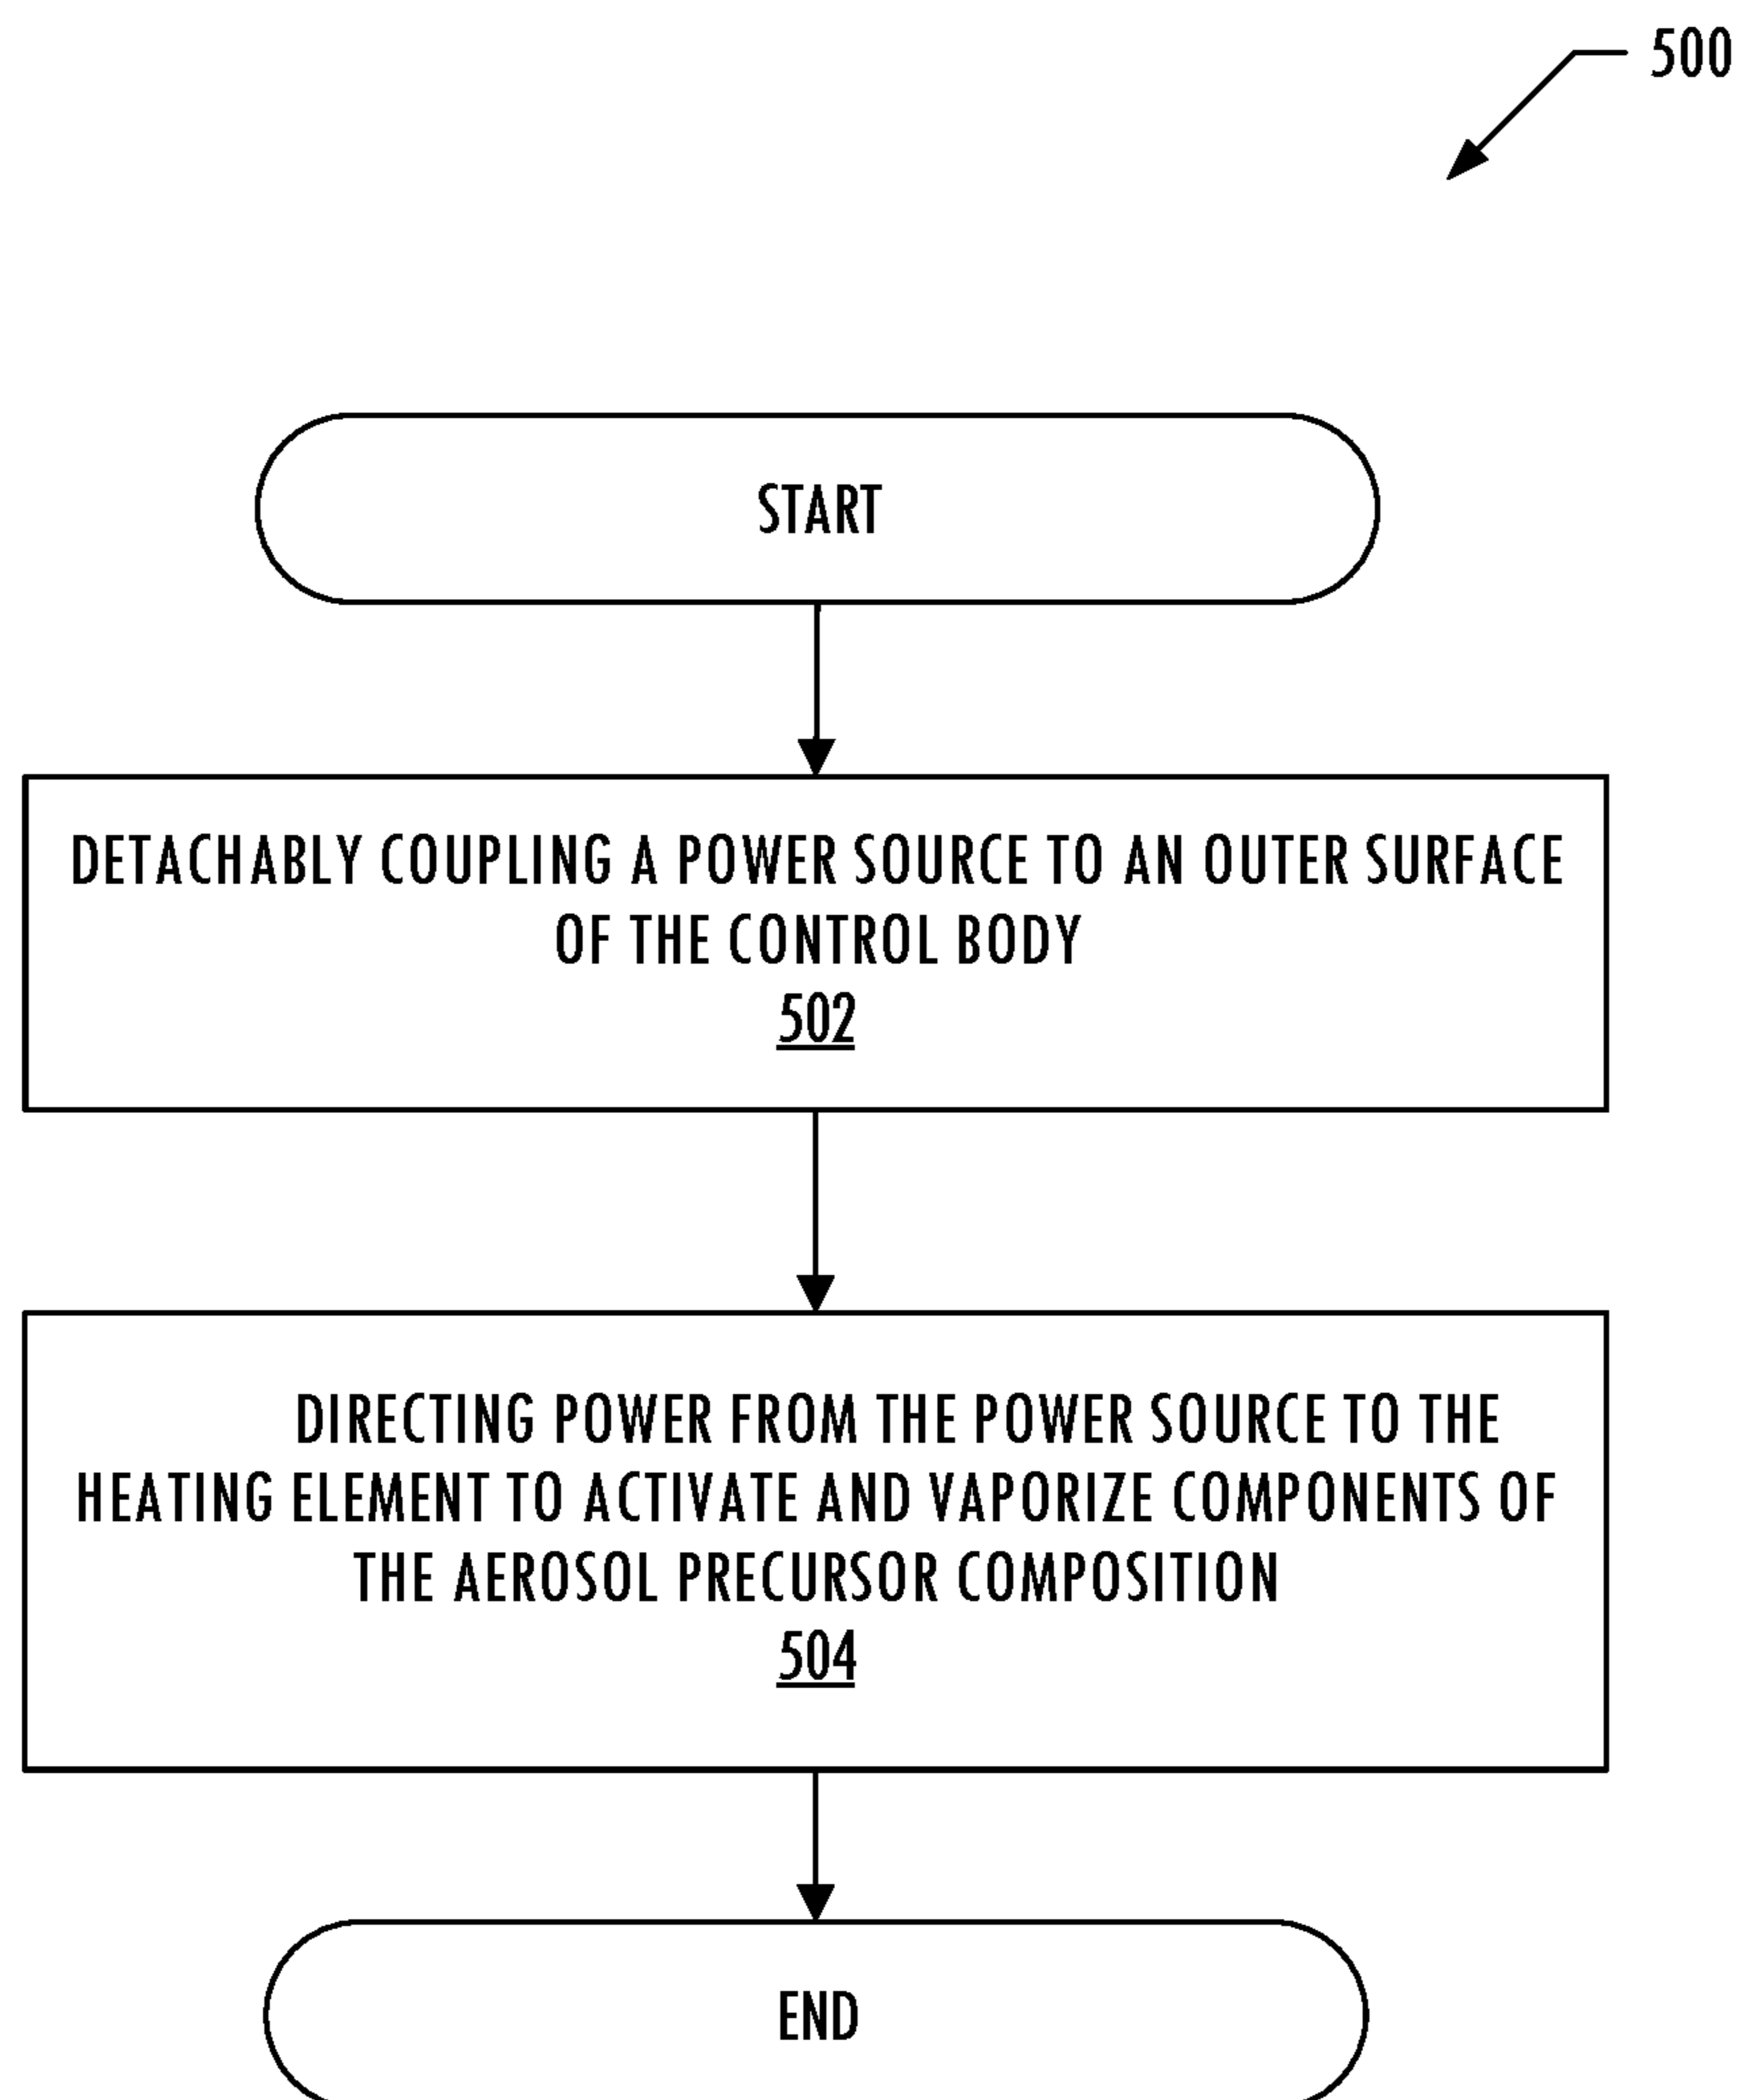 500
START
DETACHABLY COUPLING A POWER SOURCE TO AN OUTER SURFACE
OF THE CONTROL BODY
502
DIRECTING POWER FROM THE POWER SOURCE TO THE
HEATING ELEMENT TO ACTIVATE AND VAPORIZE COMPONENTS OF
THE AEROSOL PRECURSOR COMPOSITION
504
END